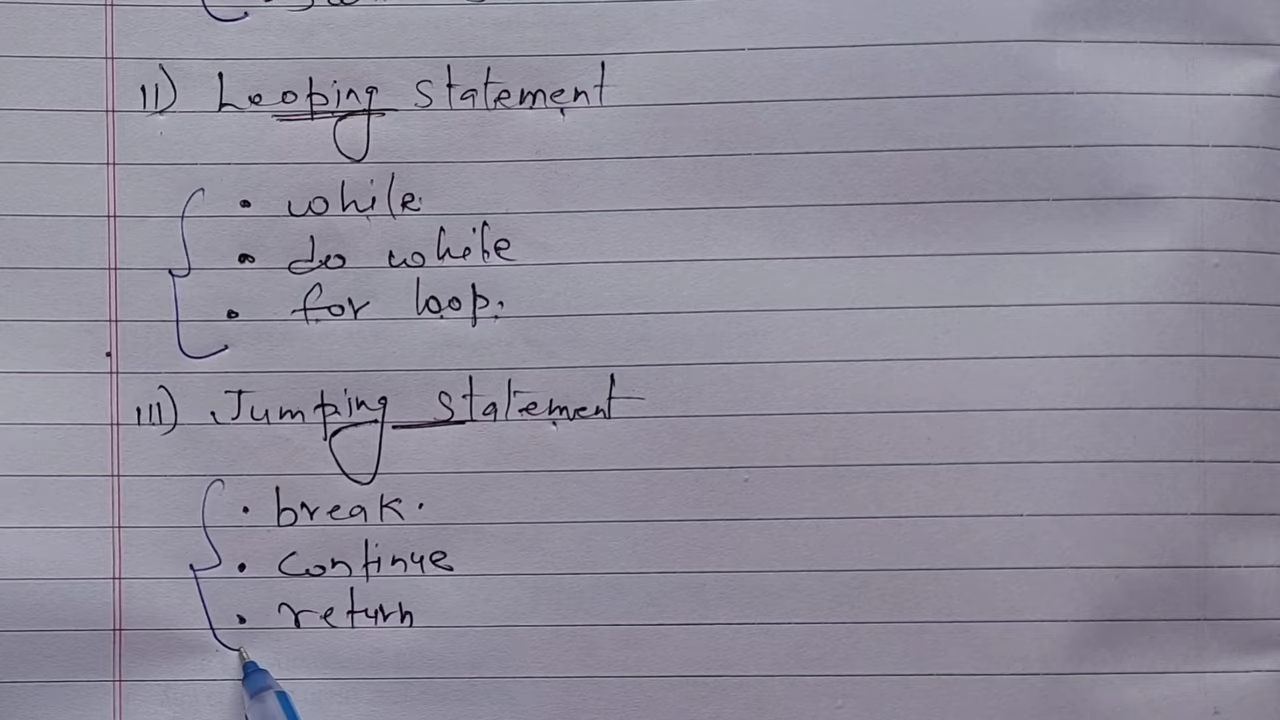 II) Looping statement
• while
• do while
• for loop.
III) Jumping statement
• break.
• continue
• return